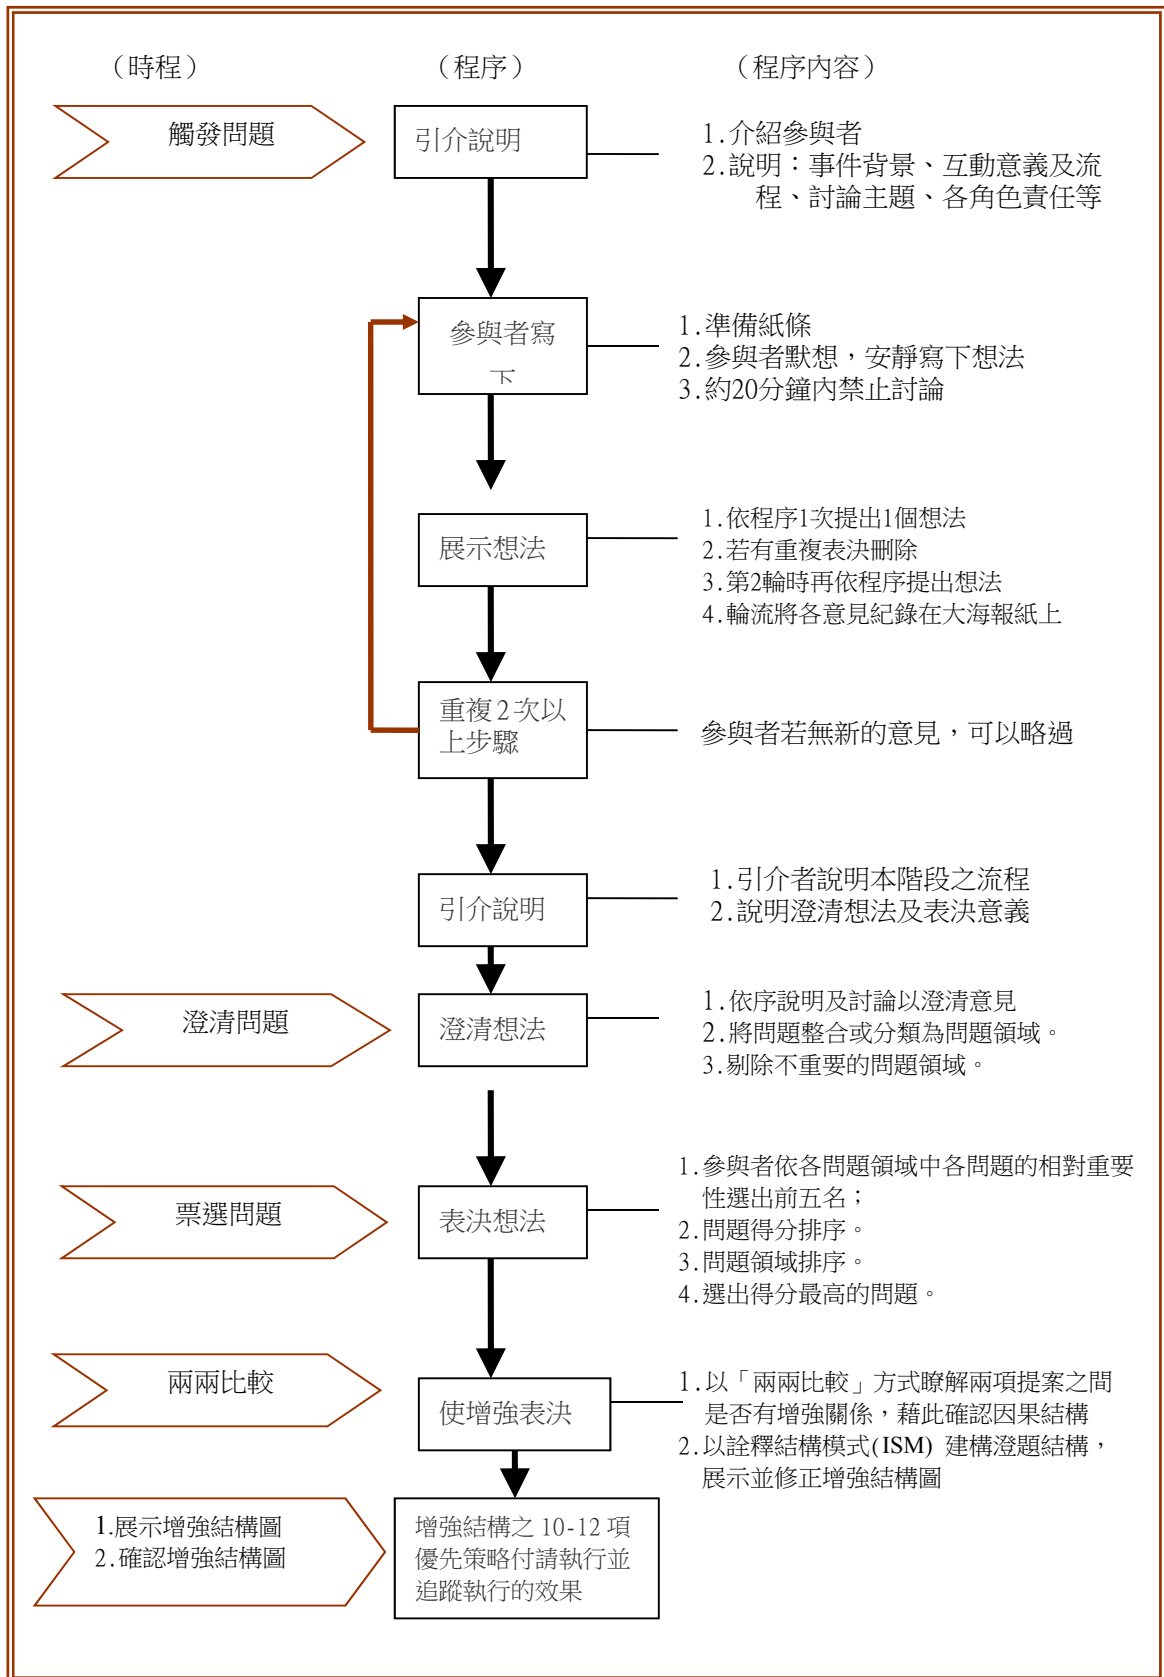 （時程）
（程序）
（程序內容）
觸發問題
引介說明
1.介紹參與者
2.說明：事件背景、互動意義及流
程、討論主題、各角色責任等
參與者寫
下
1.準備紙條
2.參與者默想，安靜寫下想法
3.約20分鐘內禁止討論
展示想法
1.依程序1次提出1個想法
2.若有重複表決刪除
3.第2輪時再依程序提出想法
4.輪流將各意見紀錄在大海報紙上
重複2次以
上步驟
參與者若無新的意見，可以略過
引介說明
1.引介者說明本階段之流程
2.說明澄清想法及表決意義
澄清問題
澄清想法
1.依序說明及討論以澄清意見
2.將問題整合或分類為問題領域。
3.剔除不重要的問題領域。
票選問題
表決想法
1.參與者依各問題領域中各問題的相對重要
性選出前五名；
2.問題得分排序。
3.問題領域排序。
4.選出得分最高的問題。
兩兩比較
使增強表決
1.以「兩兩比較」方式瞭解兩項提案之間
是否有增強關係，藉此確認因果結構
2.以詮釋結構模式(ISM) 建構澄題結構，
展示並修正增強結構圖
1.展示增強結構圖
2.確認增強結構圖
增強結構之 10-12 項
優先策略付請執行並
追蹤執行的效果